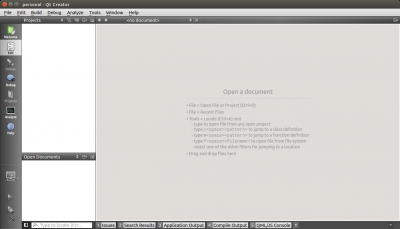 personal - Qt Creator
File Edit Build Debug Analyze Tools Window Help
Projects
<no document>
Welcome
Edit
Design
Debug
Projects
Analyze
Help
Open a document
• File > Open File or Project (Ctrl+O)
• File > Recent Files
• Tools > Locate (Ctrl+K) and
- type to open file from any open project
- type c<space><pattern> to jump to a class definition
- type m<space><pattern> to jump to a function definition
- type f<space><filename> to open file from file system
- select one of the other filters for jumping to a location
• Drag and drop files here
Open Documents
Type to locate (Ctrl...
1 Issues 2 Search Results 3 Application Output 4 Compile Output 5 QML/JS Console